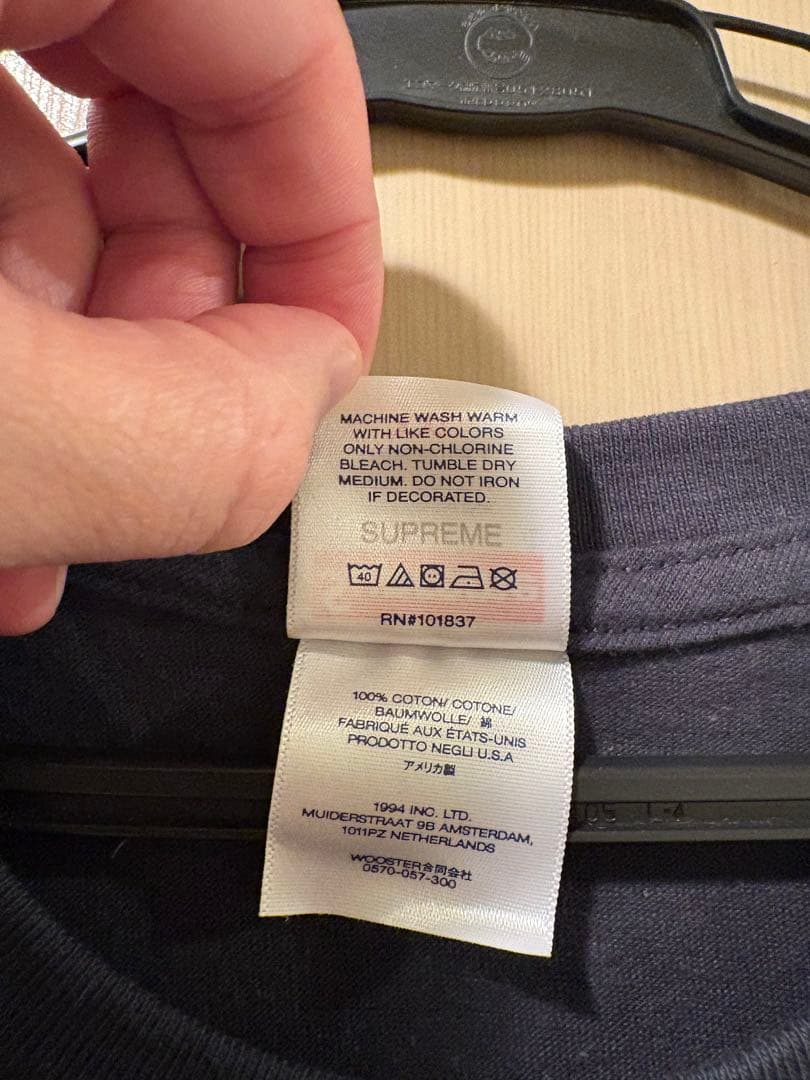 MACHINE WASH WARM
WITH LIKE COLORS
ONLY NON-CHLORINE
BLEACH. TUMBLE DRY
MEDIUM. DO NOT IRON
IF DECORATED.
SUPREME
40
RN#101837
100% COTON/ COTONE/
BAUMWOLLE/ 綿
FABRIQUÉ AUX ÉTATS-UNIS
PRODOTTO NEGLI U.S.A
アメリカ製
1994 INC. LTD.
MUIDERSTRAAT 9B AMSTERDAM,
1011PZ NETHERLANDS
WOOSTER合同会社
0570-057-300